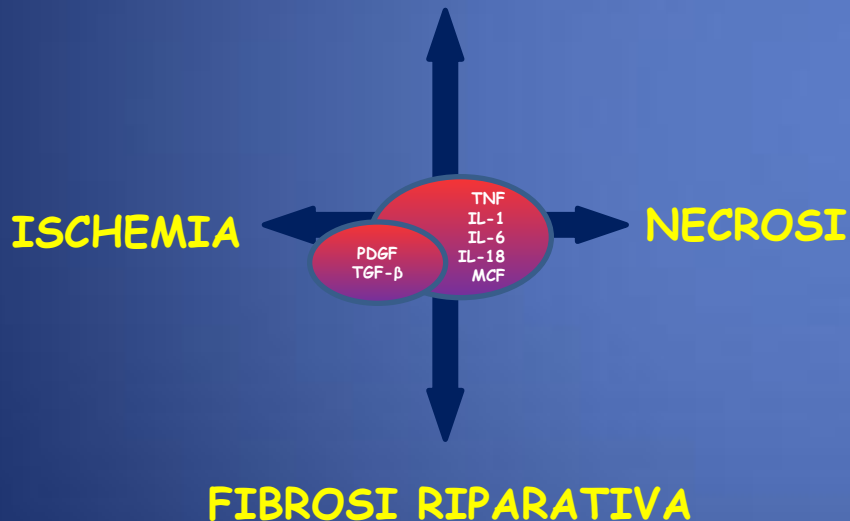 TNF
IL-1
IL-6
IL-18
MCF
PDGF
TGF-β
ISCHEMIA
NECROSI
FIBROSI RIPARATIVA